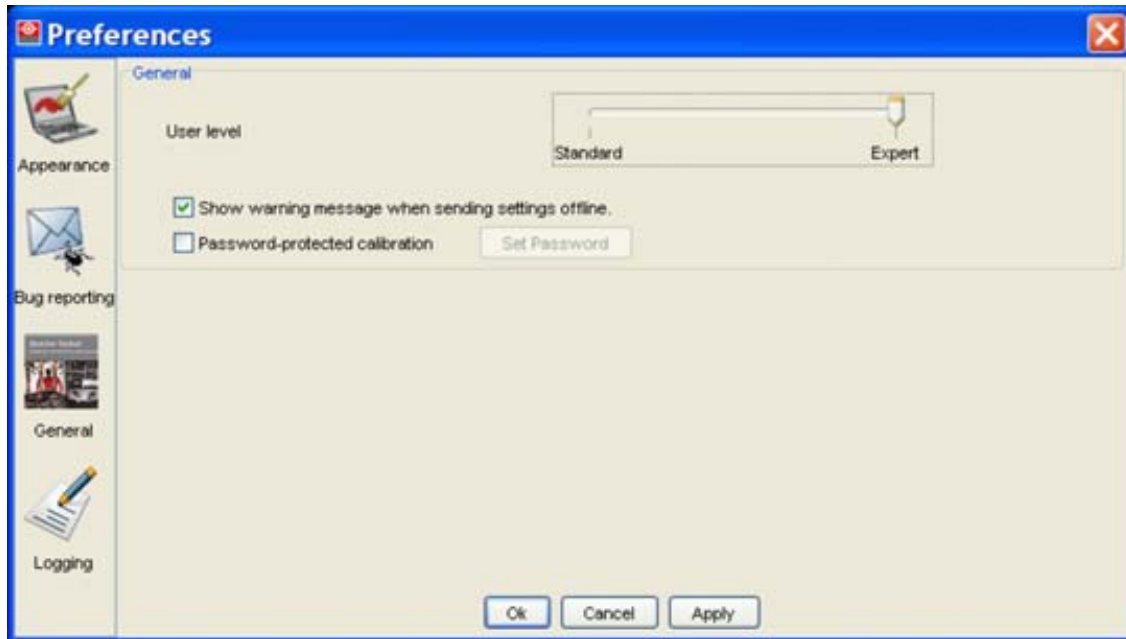 Preferences
General
User level
Standard
Expert
Show warning message when sending settings offline.
Password-protected calibration
Set Password
Appearance
Bug reporting
General
Logging
Ok
Cancel
Apply